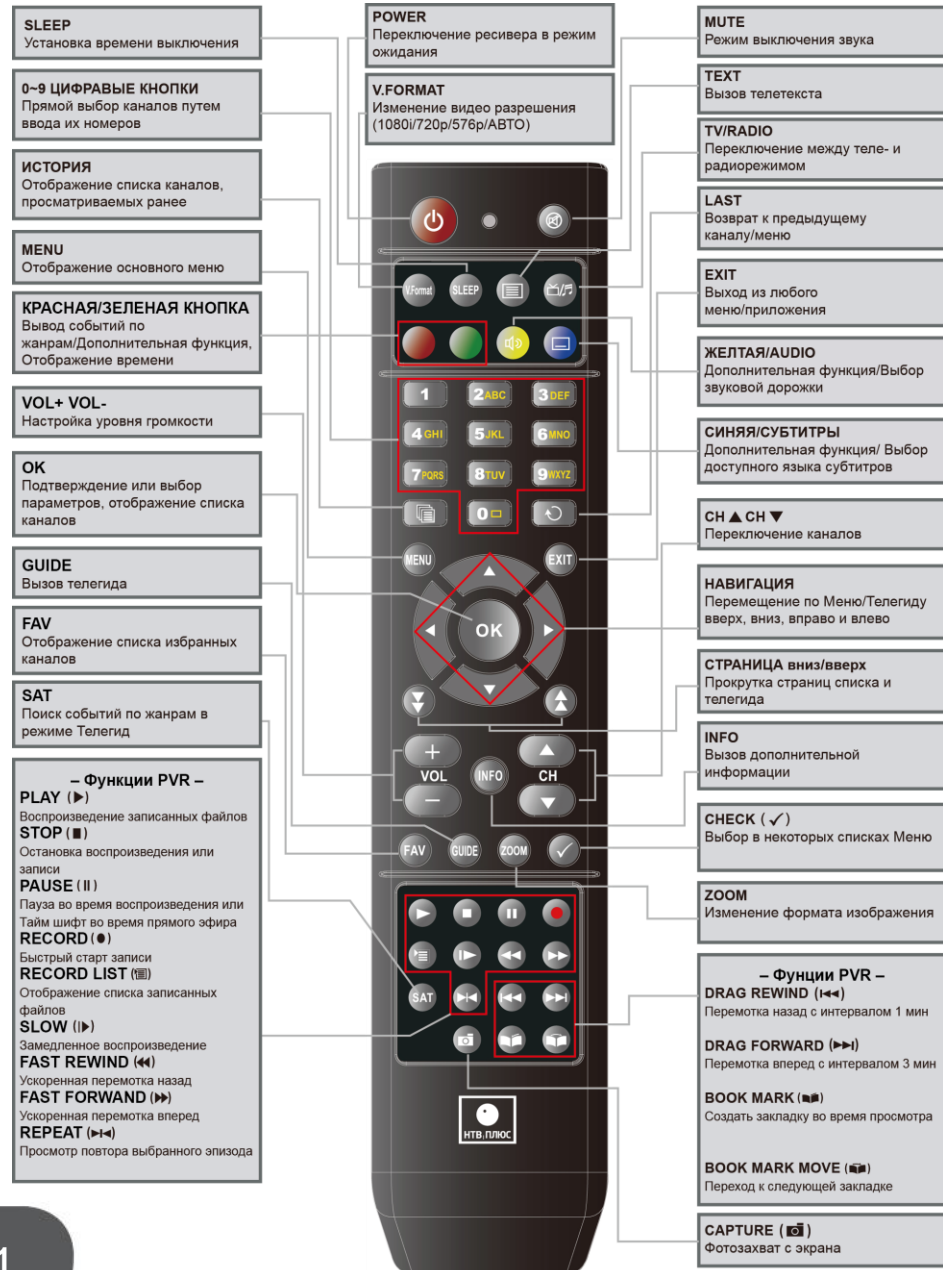 SLEEP
Установка времени выключения
0~9 ЦИФРАВЫЕ КНОПКИ
Прямой выбор каналов путем
ввода их номеров
ИСТОРИЯ
Отображение списка каналов,
просматриваемых ранее
MENU
Отображение основного меню
КРАСНАЯ/ЗЕЛЕНАЯ КНОПКА
Вывод событий по
жанрам/Дополнительная функция,
Отображение времени
VOL+ VOL-
Настройка уровня громкости
OK
Подтверждение или выбор
параметров, отображение списка
каналов
GUIDE
Вызов телегида
FAV
Отображение списка избранных
каналов
SAT
Поиск событий по жанрам в
режиме Телегид
– Функции PVR –
PLAY (▶)
Воспроизведение записанных файлов
STOP (■)
Остановка воспроизведения или
записи
PAUSE (II)
Пауза во время воспроизведения или
Тайм шифт во время прямого эфира
RECORD (●)
Быстрый старт записи
RECORD LIST
Отображение списка записанных
файлов
SLOW (I▶)
Замедленное воспроизведение
FAST REWIND (◀◀)
Ускоренная перемотка назад
FAST FORWAND (▶▶)
Ускоренная перемотка вперед
REPEAT (▶I◀)
Просмотр повтора выбранного эпизода
1
POWER
Переключение ресивера в режим
ожидания
V.FORMAT
Изменение видео разрешения
(1080i/720p/576p/АВТО)
V.Format
SLEEP
1
2ABC
3DEF
4GHI
5JKL
6MNO
7PQRS
8TUV
9WXYZ
0
MENU
EXIT
OK
+
VOL
−
INFO
CH
FAV
GUIDE
ZOOM
SAT
НТВ.ПЛЮС
MUTE
Режим выключения звука
TEXT
Вызов телетекста
TV/RADIO
Переключение между теле- и
радиорежимом
LAST
Возврат к предыдущему
каналу/меню
EXIT
Выход из любого
меню/приложения
ЖЕЛТАЯ/AUDIO
Дополнительная функция/Выбор
звуковой дорожки
СИНЯЯ/СУБТИТРЫ
Дополнительная функция/ Выбор
доступного языка субтитров
CH ▲ CH ▼
Переключение каналов
НАВИГАЦИЯ
Перемещение по Меню/Телегиду
вверх, вниз, вправо и влево
СТРАНИЦА вниз/вверх
Прокрутка страниц списка и
телегида
INFO
Вызов дополнительной
информации
CHECK (✓)
Выбор в некоторых списках Меню
ZOOM
Изменение формата изображения
– Фунции PVR –
DRAG REWIND (I◀◀)
Перемотка назад с интервалом 1 мин
DRAG FORWARD (▶▶I)
Перемотка вперед с интервалом 3 мин
BOOK MARK
Создать закладку во время просмотра
BOOK MARK MOVE
Переход к следующей закладке
CAPTURE
Фотозахват с экрана